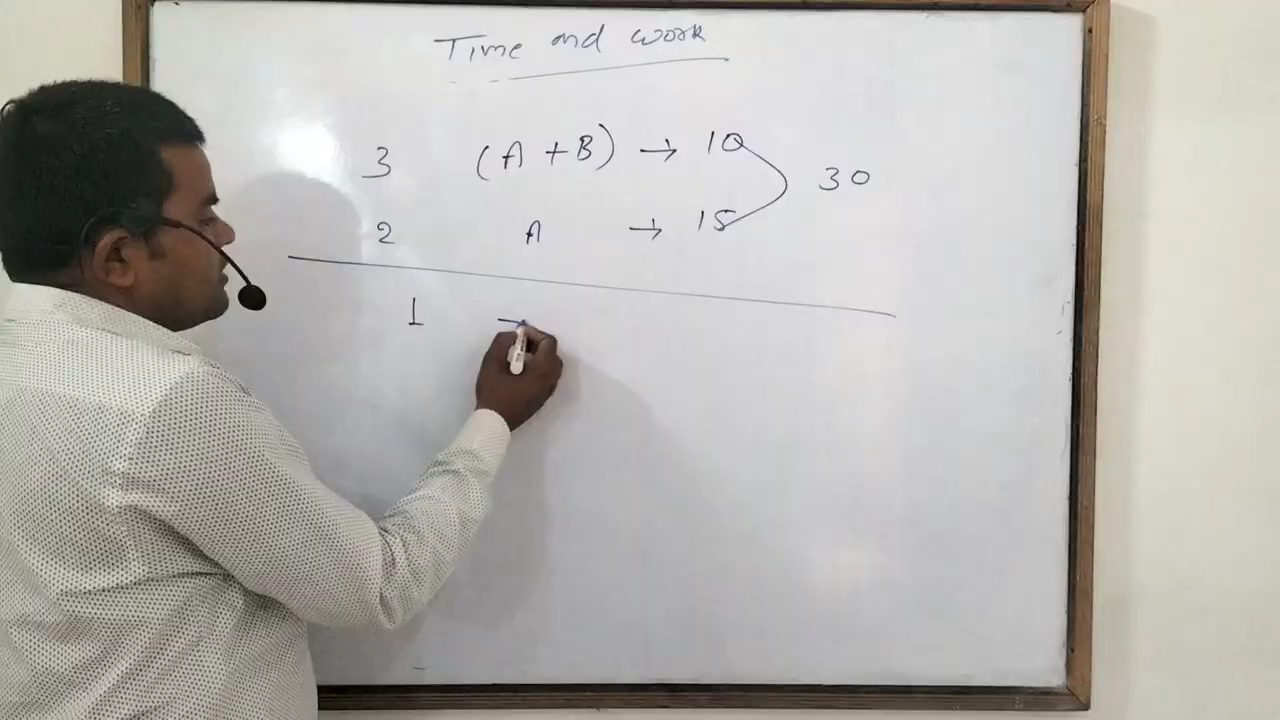 Time and work
3 (A + B) → 10
30
2 A → 15
1 →